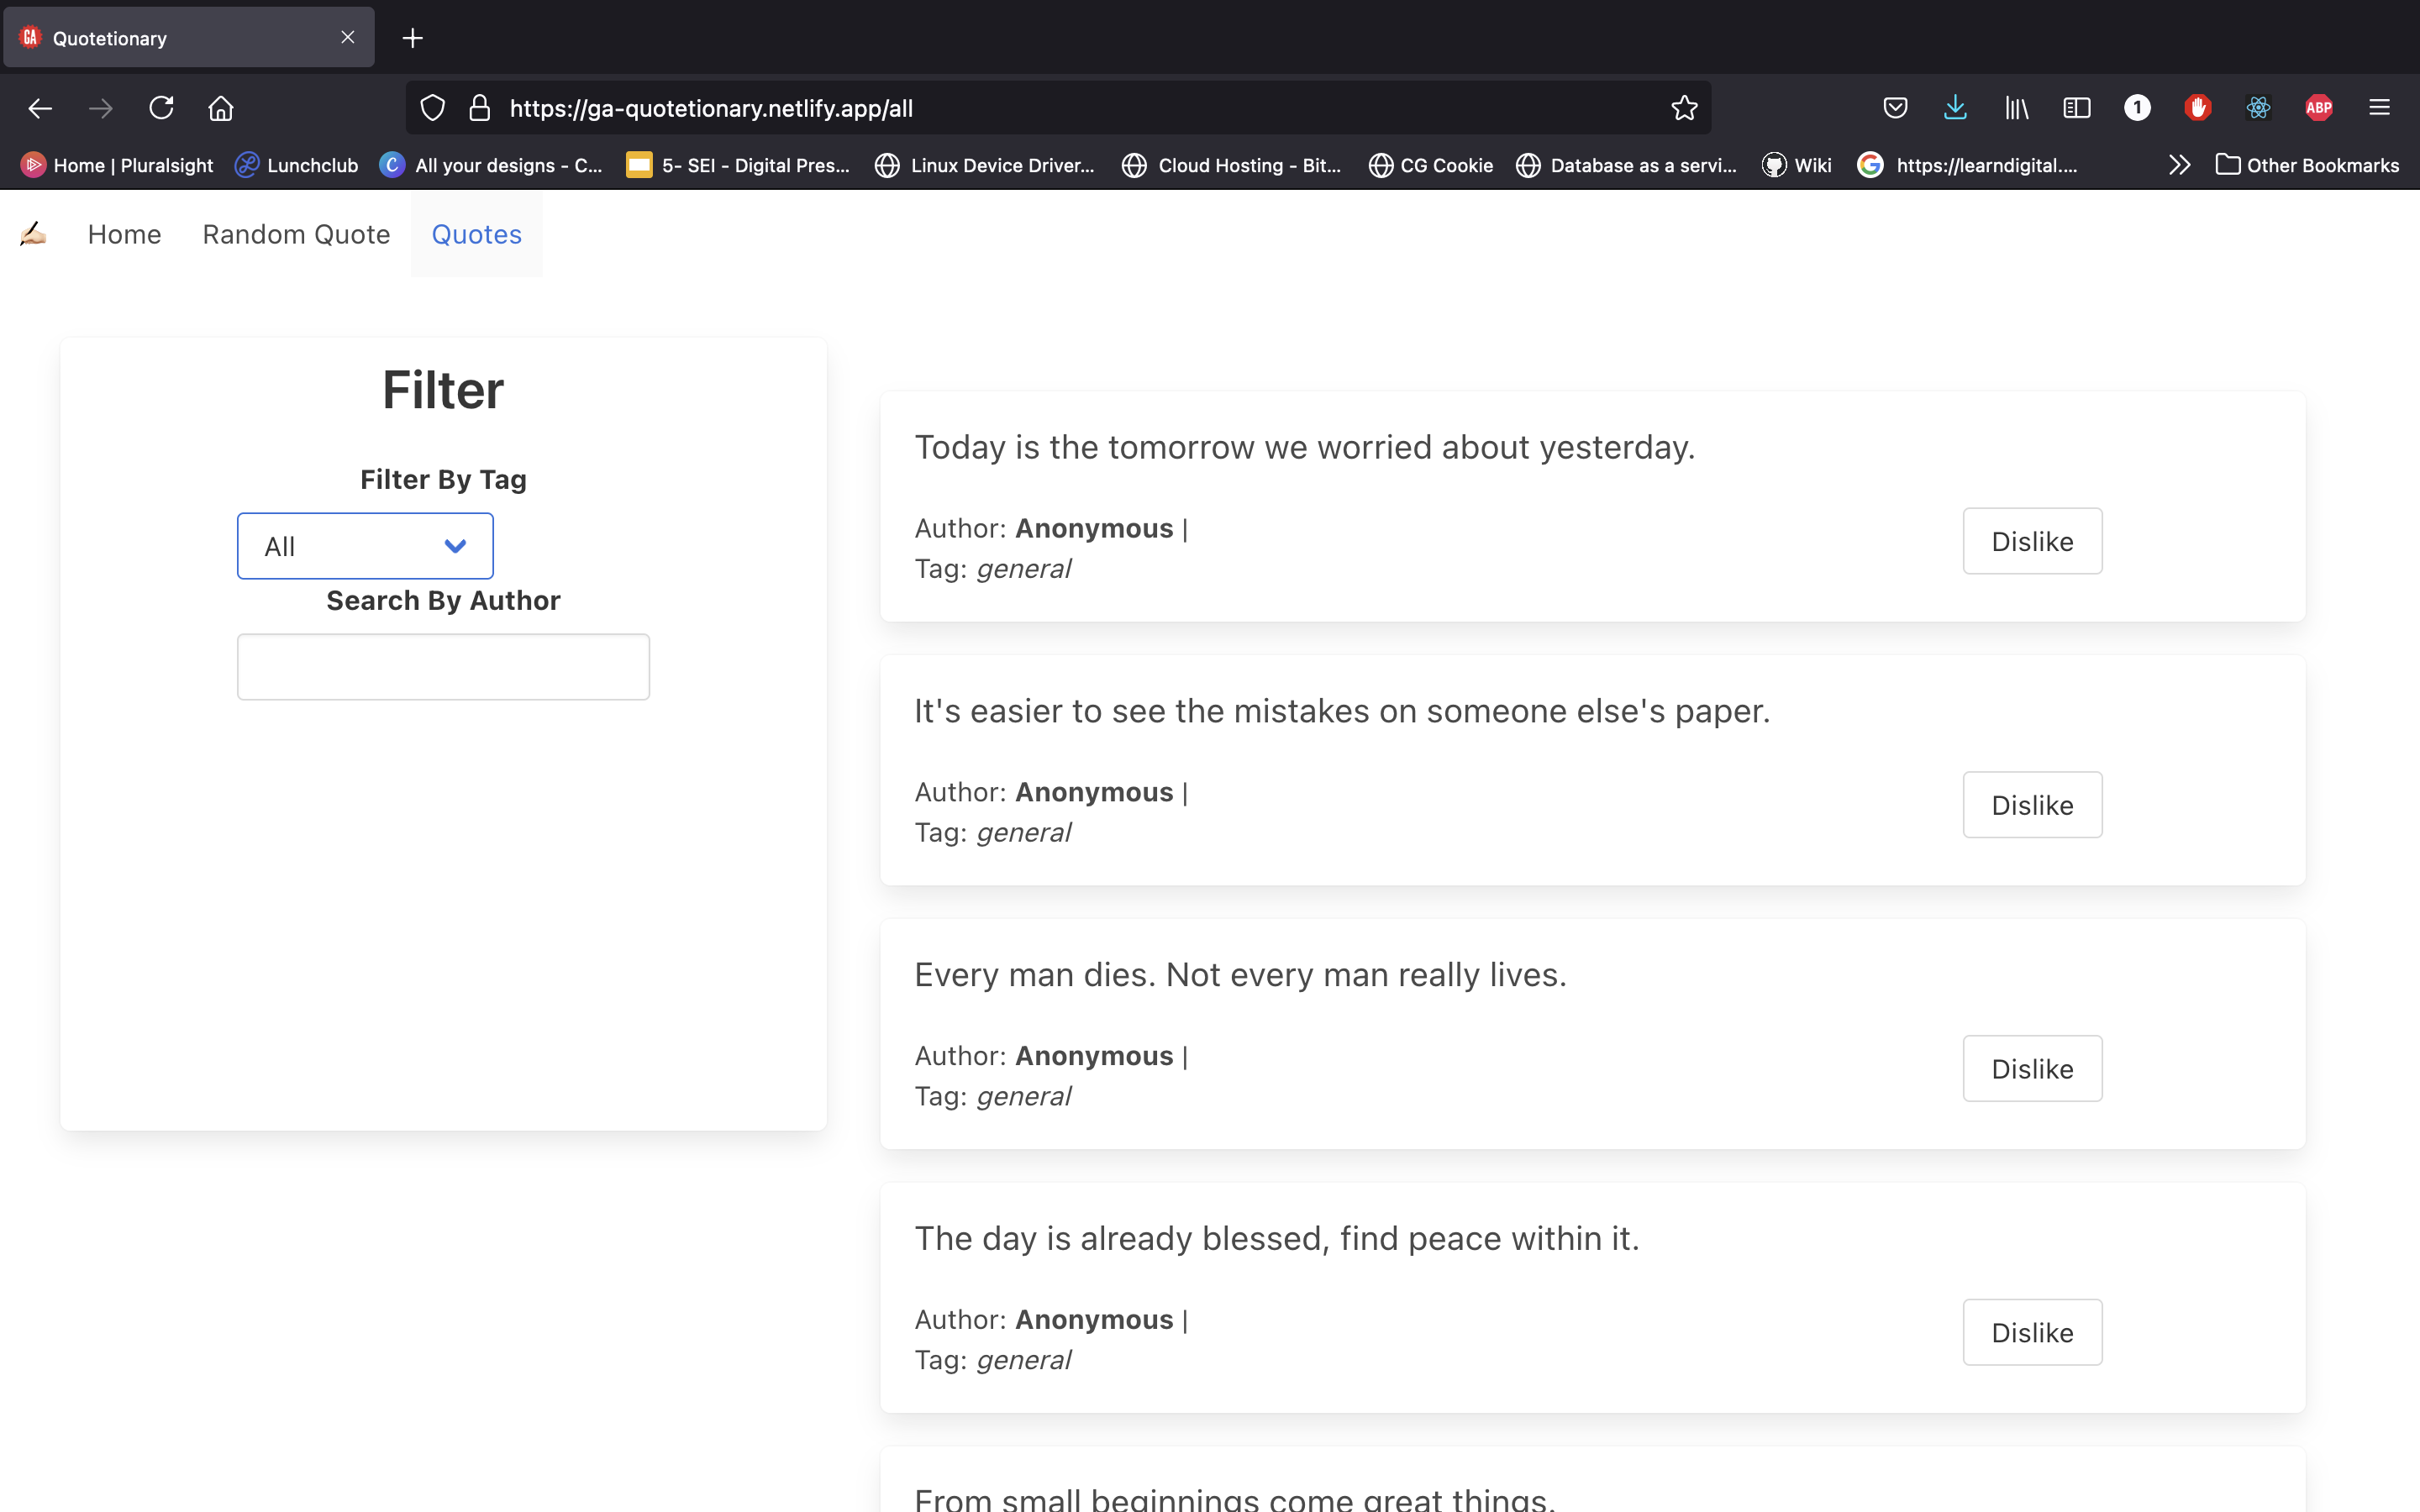 GA Quotetionary
https://ga-quotetionary.netlify.app/all
1
ABP
Home | Pluralsight
Lunchclub
C All your designs - C...
5- SEI - Digital Pres...
Linux Device Driver...
Cloud Hosting - Bit...
CG Cookie
Database as a servi...
Wiki
G https://learndigital....
Other Bookmarks
Home
Random Quote
Quotes
Filter
Filter By Tag
All
Search By Author
Today is the tomorrow we worried about yesterday.
Author: Anonymous |
Tag: general
Dislike
It's easier to see the mistakes on someone else's paper.
Author: Anonymous |
Tag: general
Dislike
Every man dies. Not every man really lives.
Author: Anonymous |
Tag: general
Dislike
The day is already blessed, find peace within it.
Author: Anonymous |
Tag: general
Dislike
From small beginnings come great things.